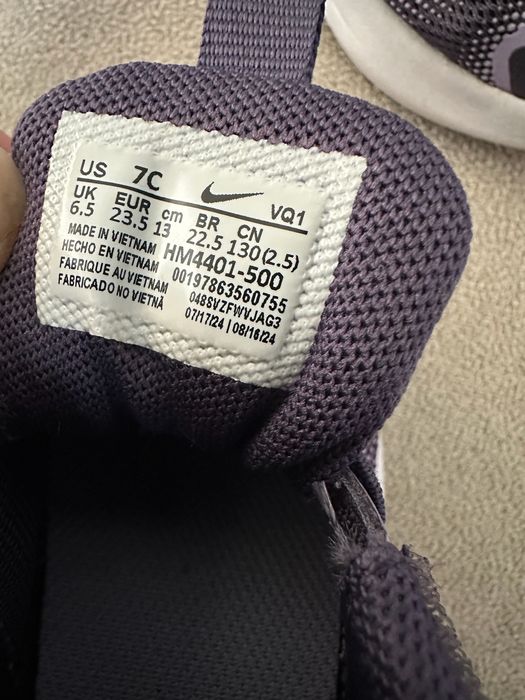 US 7C VQ1
UK EUR cm BR CN
6.5 23.5 13 22.5 130(2.5)
MADE IN VIETNAM
HECHO EN VIETNAM
FABRIQUE AU VIETNAM
FABRICADO NO VIETNÃ
HM4401-500
00197863560755
048SVZFWVJAG3
07/17/24 | 08/16/24